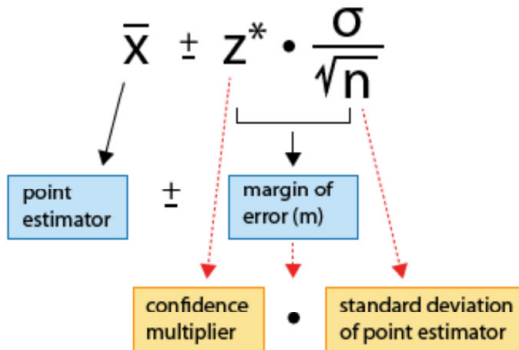 x̄ ± z* • σ/√n
point estimator ± margin of error (m)
confidence multiplier • standard deviation of point estimator